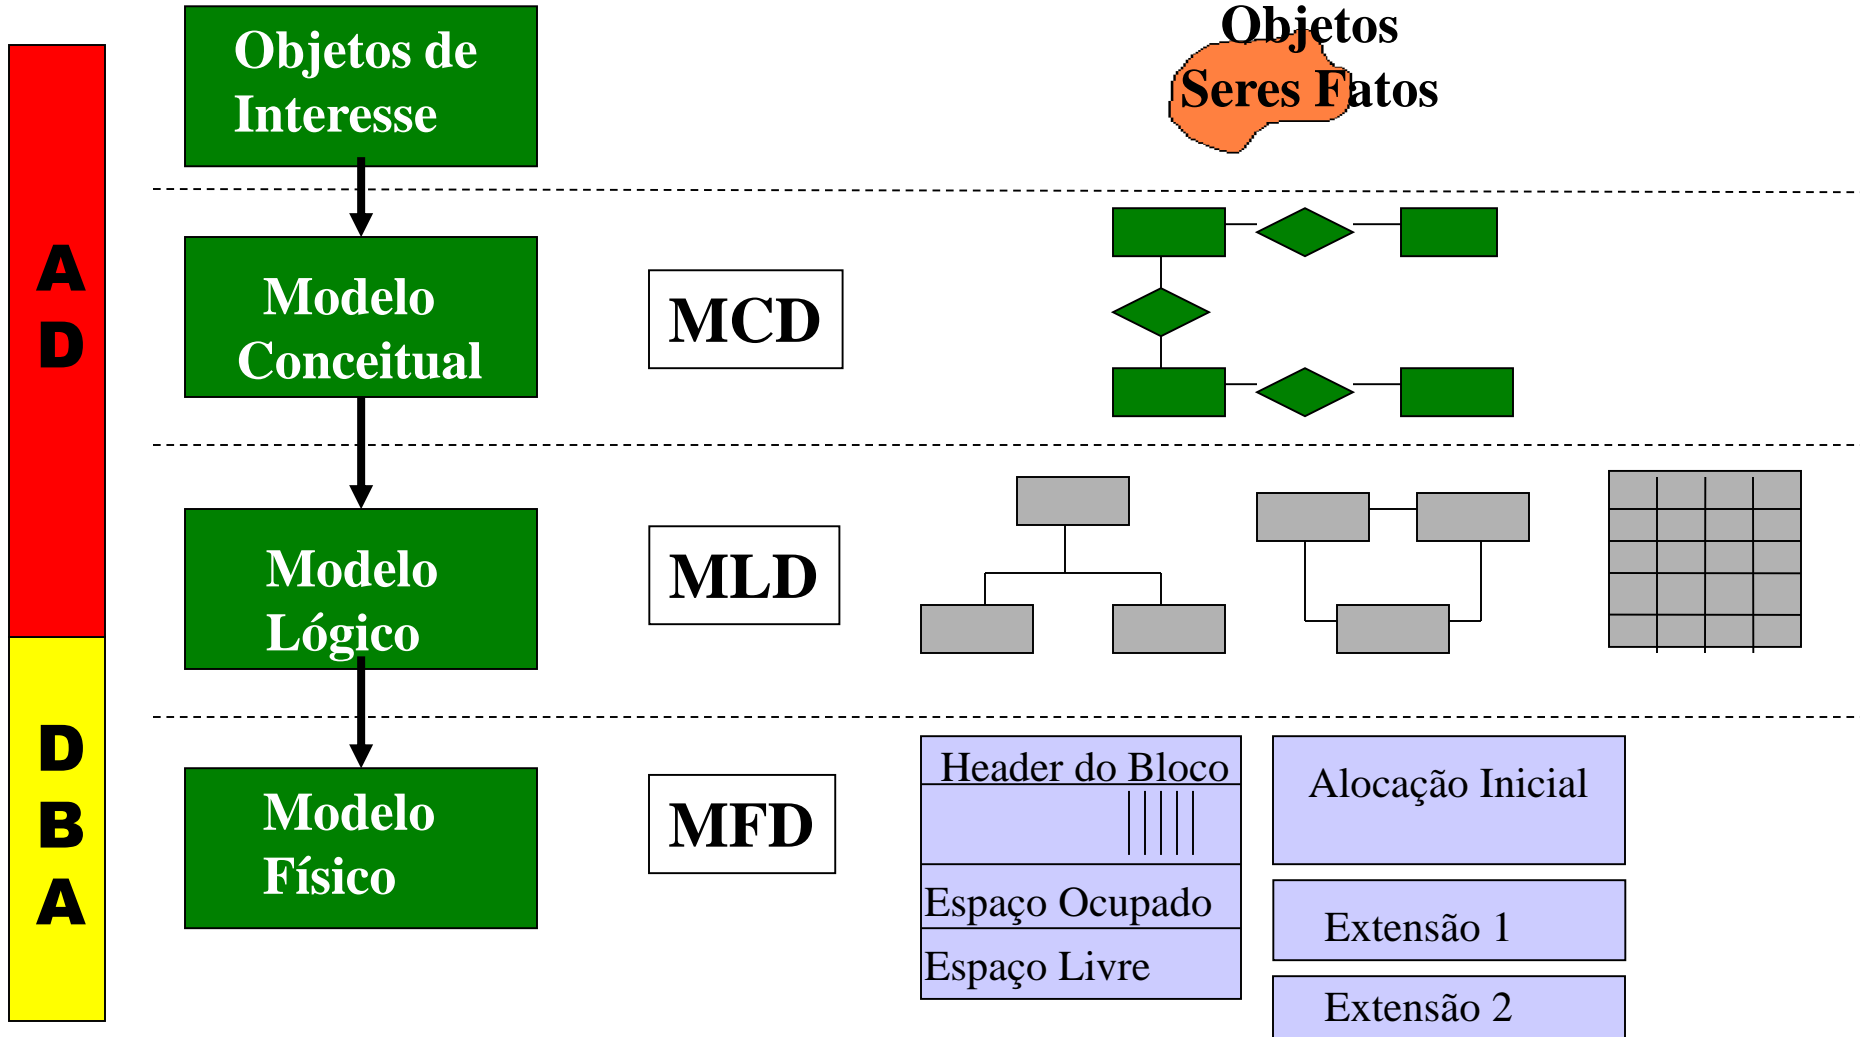 A
D
D
B
A
Objetos de
Interesse
Objetos
Seres Fatos
Modelo
Conceitual
MCD
Modelo
Lógico
MLD
Modelo
Físico
MFD
Header do Bloco
Espaço Ocupado
Espaço Livre
Alocação Inicial
Extensão 1
Extensão 2